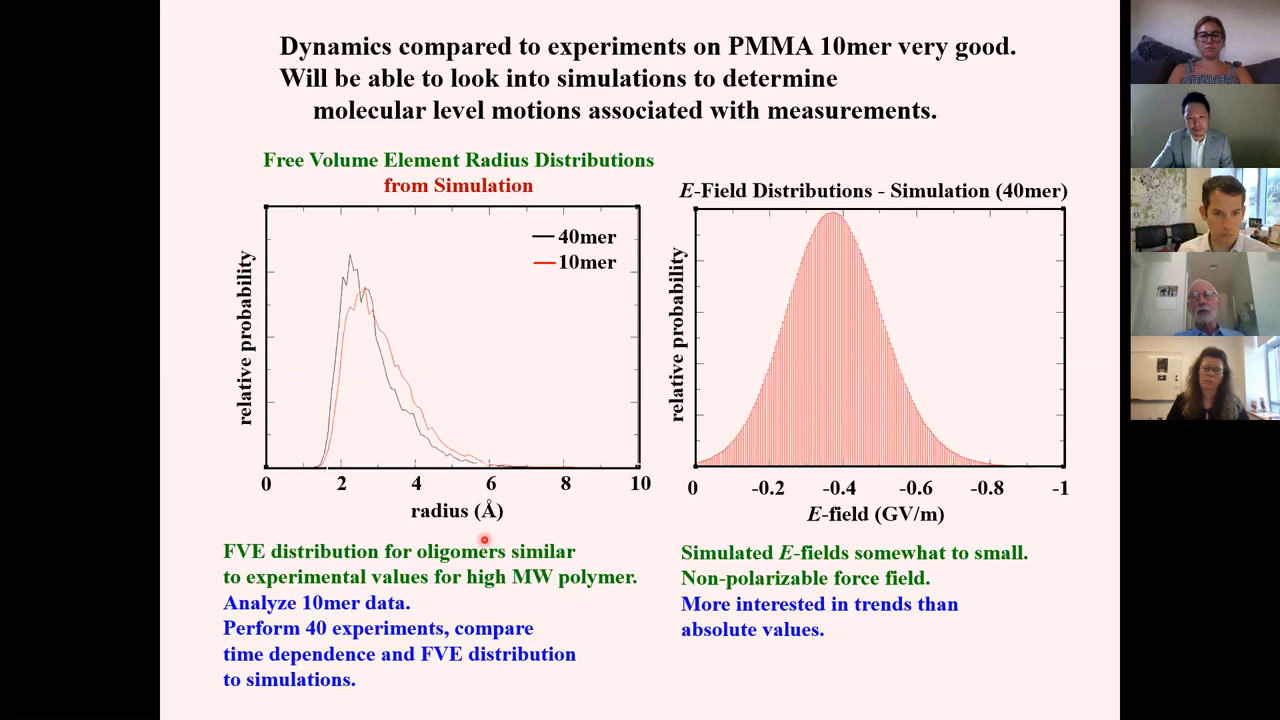 Dynamics compared to experiments on PMMA 10mer very good.
Will be able to look into simulations to determine
molecular level motions associated with measurements.
Free Volume Element Radius Distributions
from Simulation
40mer
10mer
relative probability
0 2 4 6 8 10
radius (Å)
FVE distribution for oligomers similar
to experimental values for high MW polymer.
Analyze 10mer data.
Perform 40 experiments, compare
time dependence and FVE distribution
to simulations.
E-Field Distributions - Simulation (40mer)
relative probability
0 -0.2 -0.4 -0.6 -0.8 -1
E-field (GV/m)
Simulated E-fields somewhat to small.
Non-polarizable force field.
More interested in trends than
absolute values.